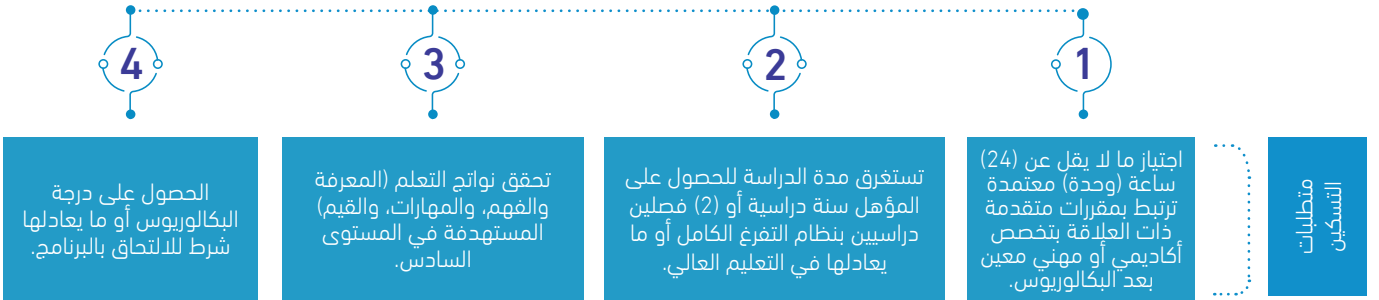 متطلبات
التسكين
1
اجتياز ما لا يقل عن (24)
ساعة (وحدة) معتمدة
ترتبط بمقررات متقدمة
ذات العلاقة بتخصص
أكاديمي أو مهني معين
بعد البكالوريوس.
2
تستغرق مدة الدراسة للحصول على
المؤهل سنة دراسية أو (2) فصلين
دراسيين بنظام التفرغ الكامل أو ما
يعادلها في التعليم العالي.
3
تحقق نواتج التعلم (المعرفة
والفهم، والمهارات، والقيم)
المستهدفة في المستوى
السادس.
4
الحصول على درجة
البكالوريوس أو ما يعادلها
شرط للالتحاق بالبرنامج.